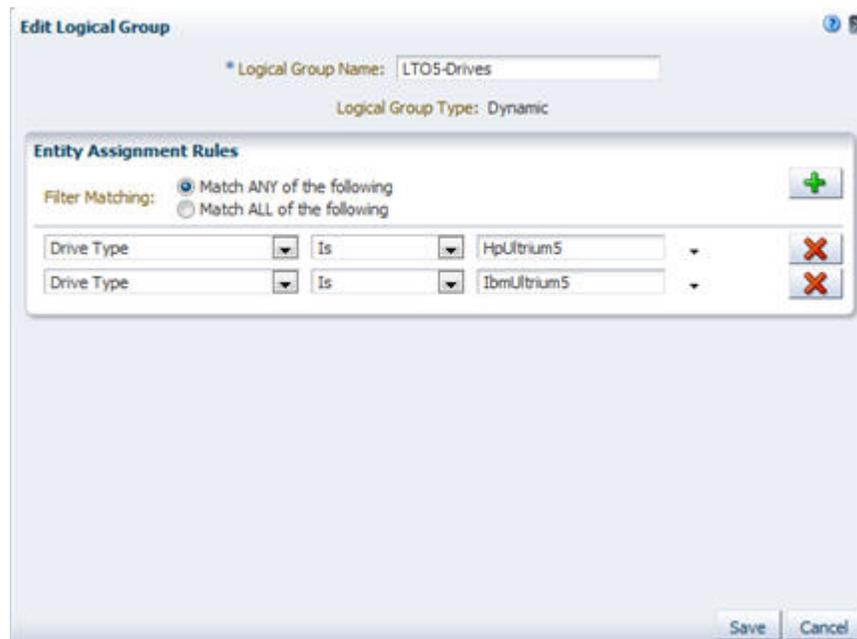 Edit Logical Group
* Logical Group Name: LTO5-Drives
Logical Group Type: Dynamic
Entity Assignment Rules
Filter Matching:
Match ANY of the following
Match ALL of the following
Drive Type Is HpUltrium5
Drive Type Is IbmUltrium5
Save Cancel